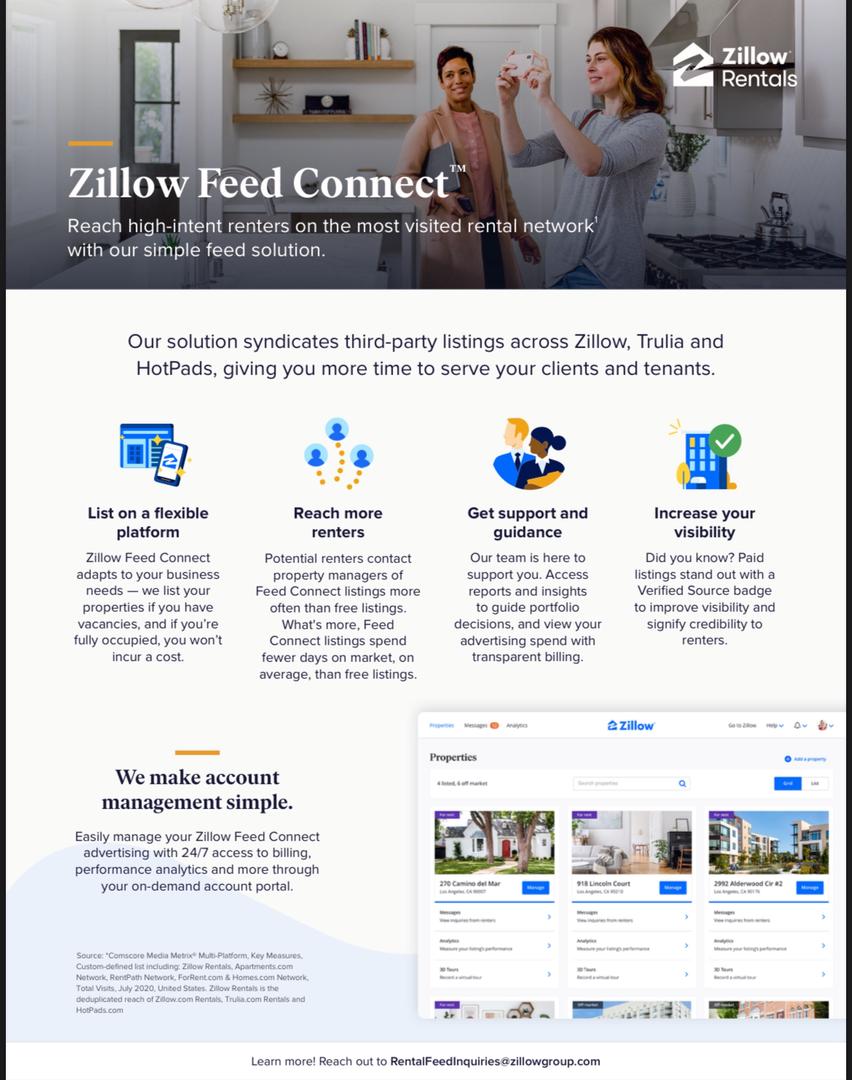 Zillow
Rentals
Zillow Feed Connect™
Reach high-intent renters on the most visited rental network¹
with our simple feed solution.
Our solution syndicates third-party listings across Zillow, Trulia and
HotPads, giving you more time to serve your clients and tenants.
List on a flexible
platform
Zillow Feed Connect
adapts to your business
needs — we list your
properties if you have
vacancies, and if you're
fully occupied, you won't
incur a cost.
Reach more
renters
Potential renters contact
property managers of
Feed Connect listings more
often than free listings.
What's more, Feed
Connect listings spend
fewer days on market, on
average, than free listings.
Get support and
guidance
Our team is here to
support you. Access
reports and insights
to guide portfolio
decisions, and view your
advertising spend with
transparent billing.
Increase your
visibility
Did you know? Paid
listings stand out with a
Verified Source badge
to improve visibility and
signify credibility to
renters.
We make account
management simple.
Easily manage your Zillow Feed Connect
advertising with 24/7 access to billing,
performance analytics and more through
your on-demand account portal.
Source: *Comscore Media Metrix® Multi-Platform, Key Measures,
Custom-defined list including: Zillow Rentals, Apartments.com
Network, RentPath Network, ForRent.com & Homes.com Network,
Total Visits, July 2020, United States. Zillow Rentals is the
deduplicated reach of Zillow.com Rentals, Trulia.com Rentals and
HotPads.com
Properties Messages 12 Analytics Zillow Go to Zillow Help
Properties
Add a property
4 listed, 6 off market Search properties Grid List
For rent For rent For rent
270 Camino del Mar Manage
Los Angeles, CA 90007
918 Lincoln Court Manage
Los Angeles, CA 90210
2992 Alderwood Cir #2 Manage
Los Angeles, CA 90176
Messages Messages Messages
View inquiries from renters View inquiries from renters View inquiries from renters
Analytics Analytics Analytics
Measure your listing's performance Measure your listing's performance Measure your listing's performance
3D Tours 3D Tours 3D Tours
Record a virtual tour Record a virtual tour Record a virtual tour
For rent Off market Off market
Learn more! Reach out to RentalFeedInquiries@zillowgroup.com